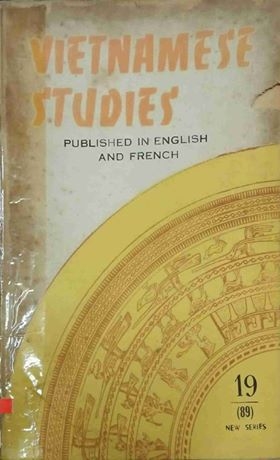 VIETNAMESE
STUDIES
PUBLISHED IN ENGLISH
AND FRENCH
19
(89)
NEW SERIES